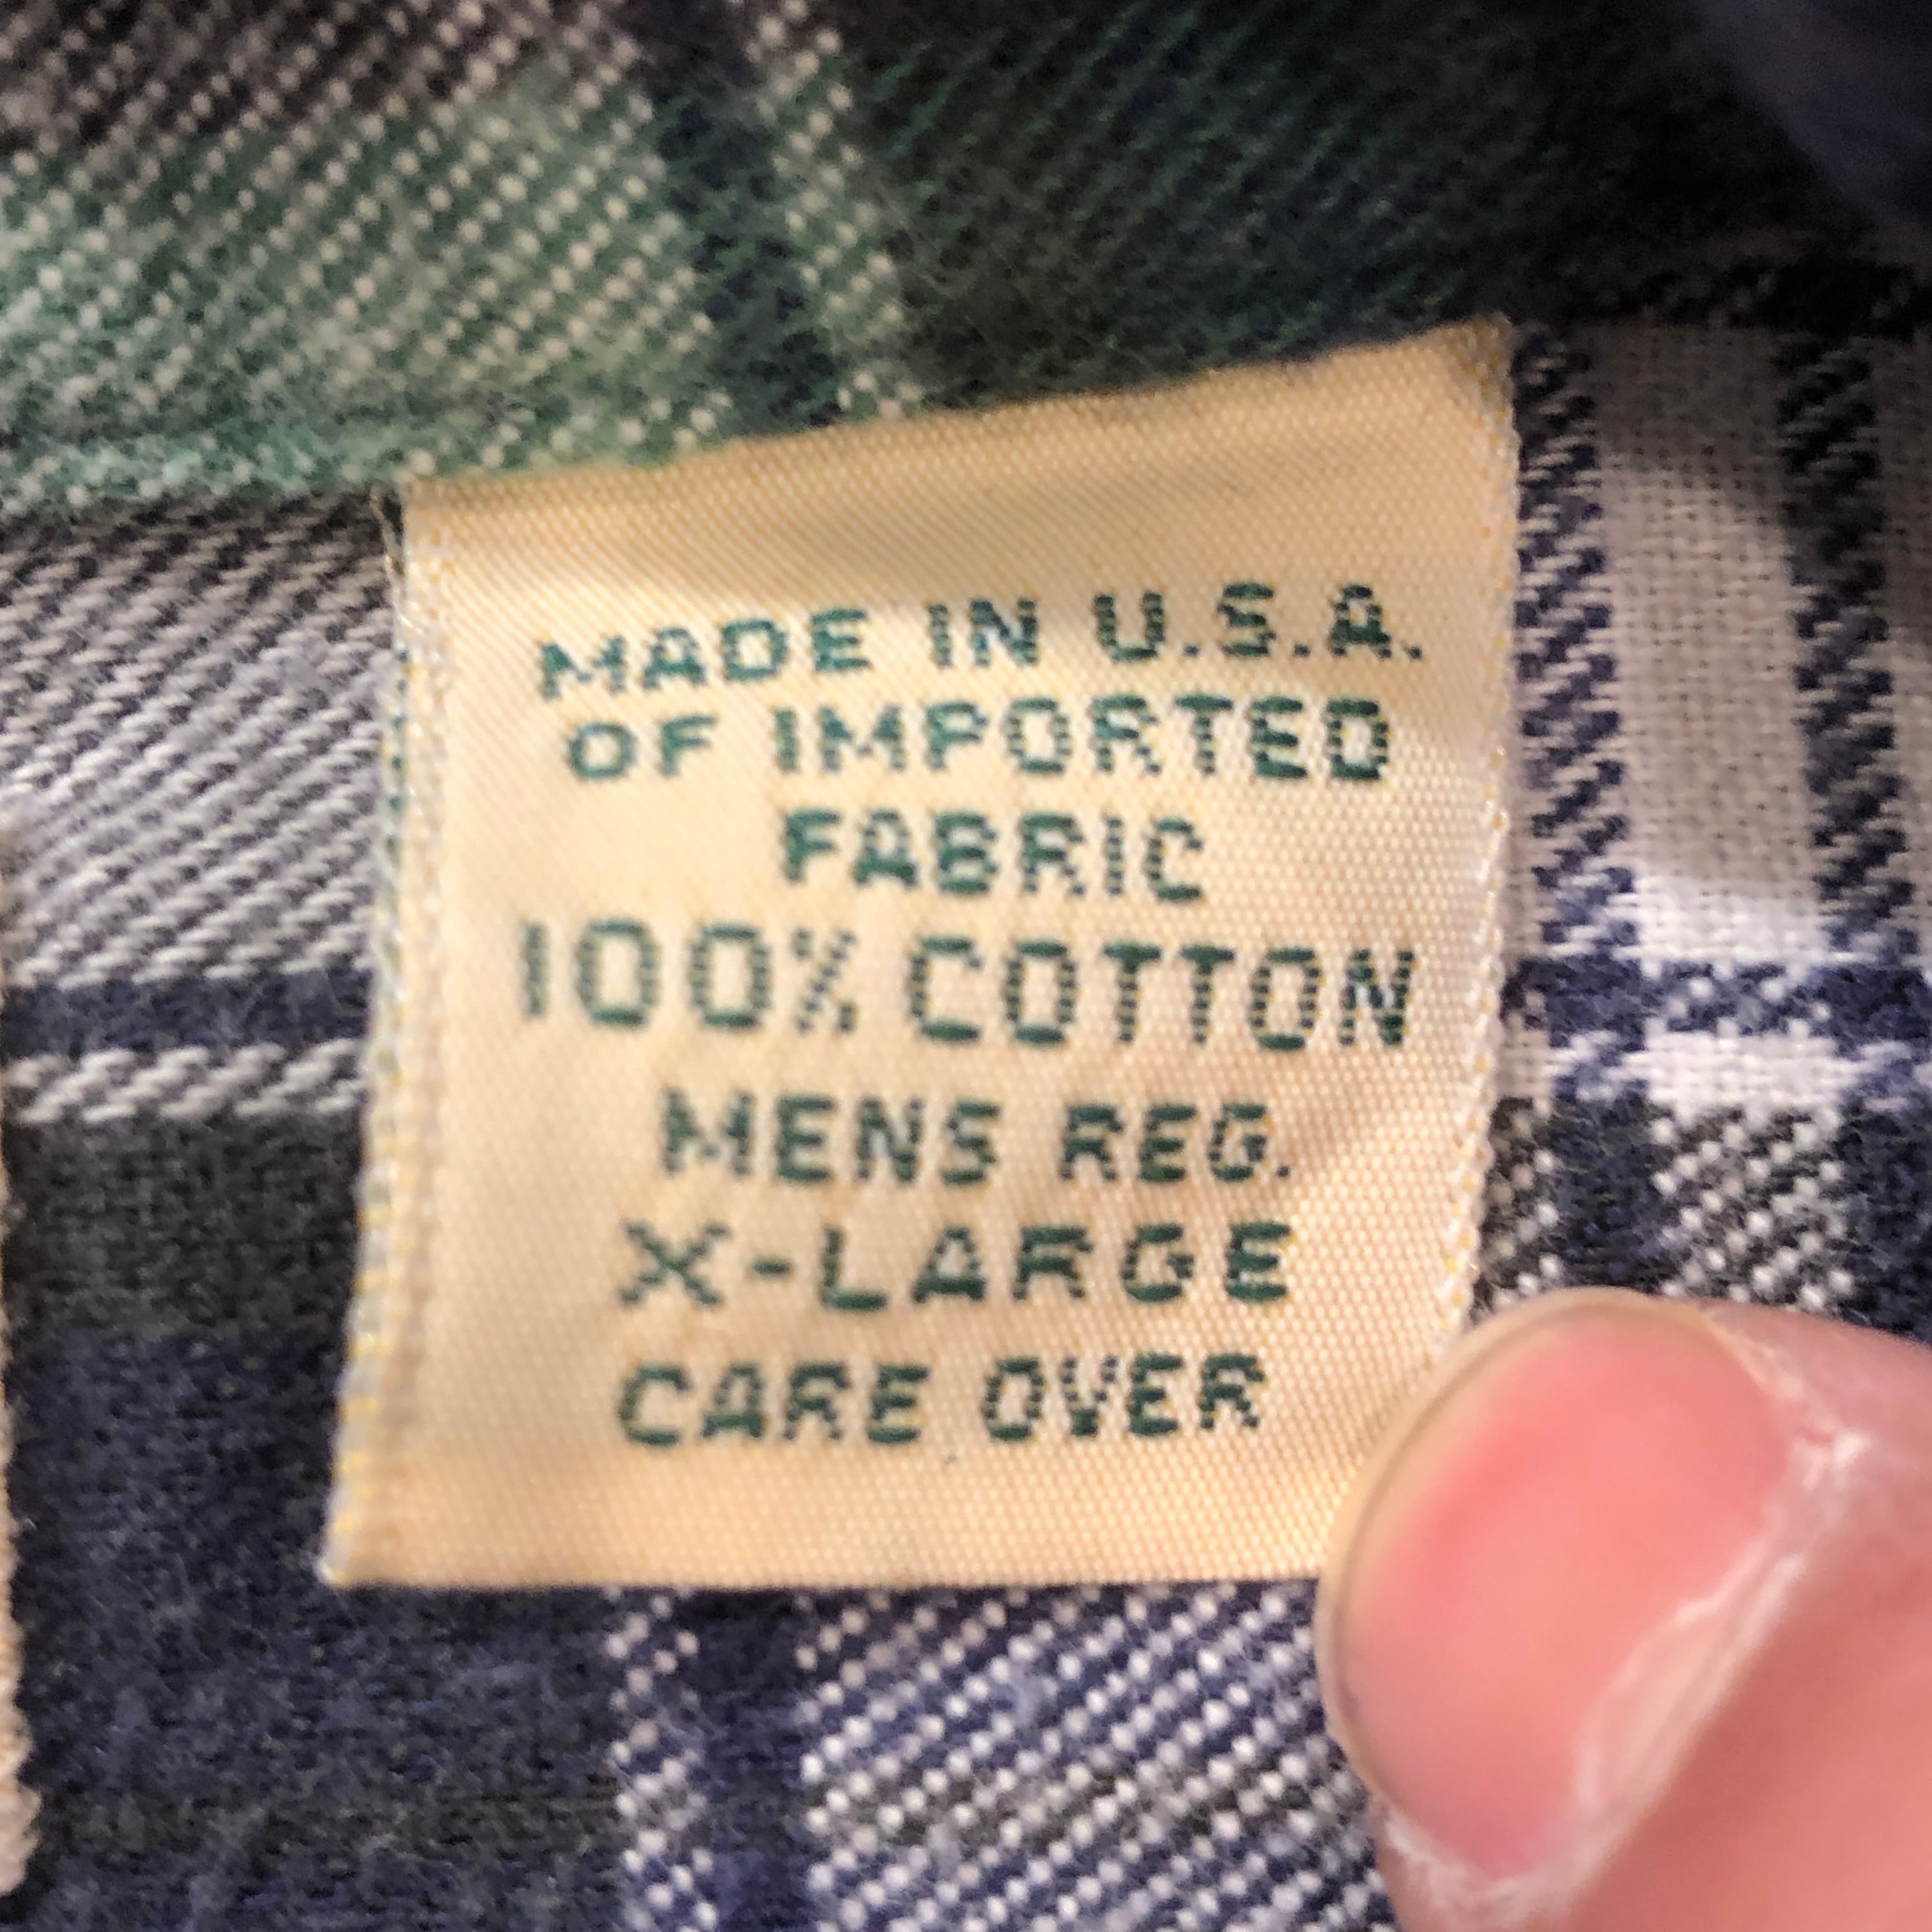 MADE IN U.S.A.
OF IMPORTED
FABRIC
100% COTTON
MENS REG.
X-LARGE
CARE OVER